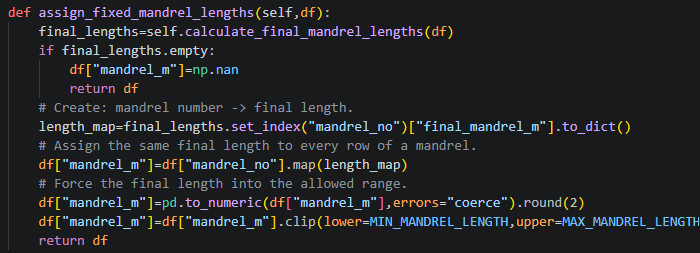 def assign_fixed_mandrel_lengths(self,df):
    final_lengths=self.calculate_final_mandrel_lengths(df)
    if final_lengths.empty:
        df["mandrel_m"]=np.nan
        return df
    # Create: mandrel number -> final length.
    length_map=final_lengths.set_index("mandrel_no")["final_mandrel_m"].to_dict()
    # Assign the same final length to every row of a mandrel.
    df["mandrel_m"]=df["mandrel_no"].map(length_map)
    # Force the final length into the allowed range.
    df["mandrel_m"]=pd.to_numeric(df["mandrel_m"],errors="coerce").round(2)
    df["mandrel_m"]=df["mandrel_m"].clip(lower=MIN_MANDREL_LENGTH,upper=MAX_MANDREL_LENGTH
    return df